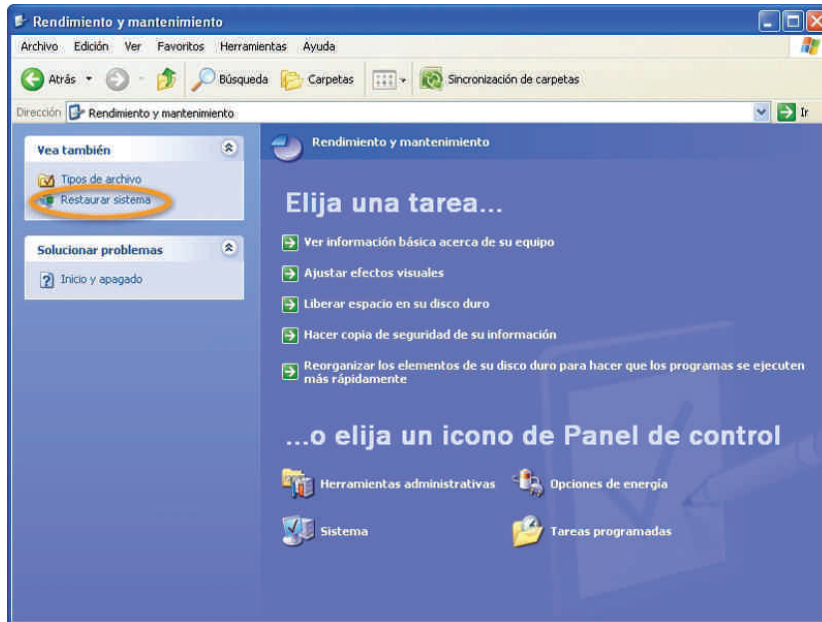 Rendimiento y mantenimiento
Archivo Edición Ver Favoritos Herramientas Ayuda
Atrás Búsqueda Carpetas Sincronización de carpetas
Dirección Rendimiento y mantenimiento Ir
Vea también
Tipos de archivo
Restaurar sistema
Solucionar problemas
Inicio y apagado
Rendimiento y mantenimiento
Elija una tarea...
Ver información básica acerca de su equipo
Ajustar efectos visuales
Liberar espacio en su disco duro
Hacer copia de seguridad de su información
Reorganizar los elementos de su disco duro para hacer que los programas se ejecuten
más rápidamente
...o elija un icono de Panel de control
Herramientas administrativas Opciones de energía
Sistema Tareas programadas